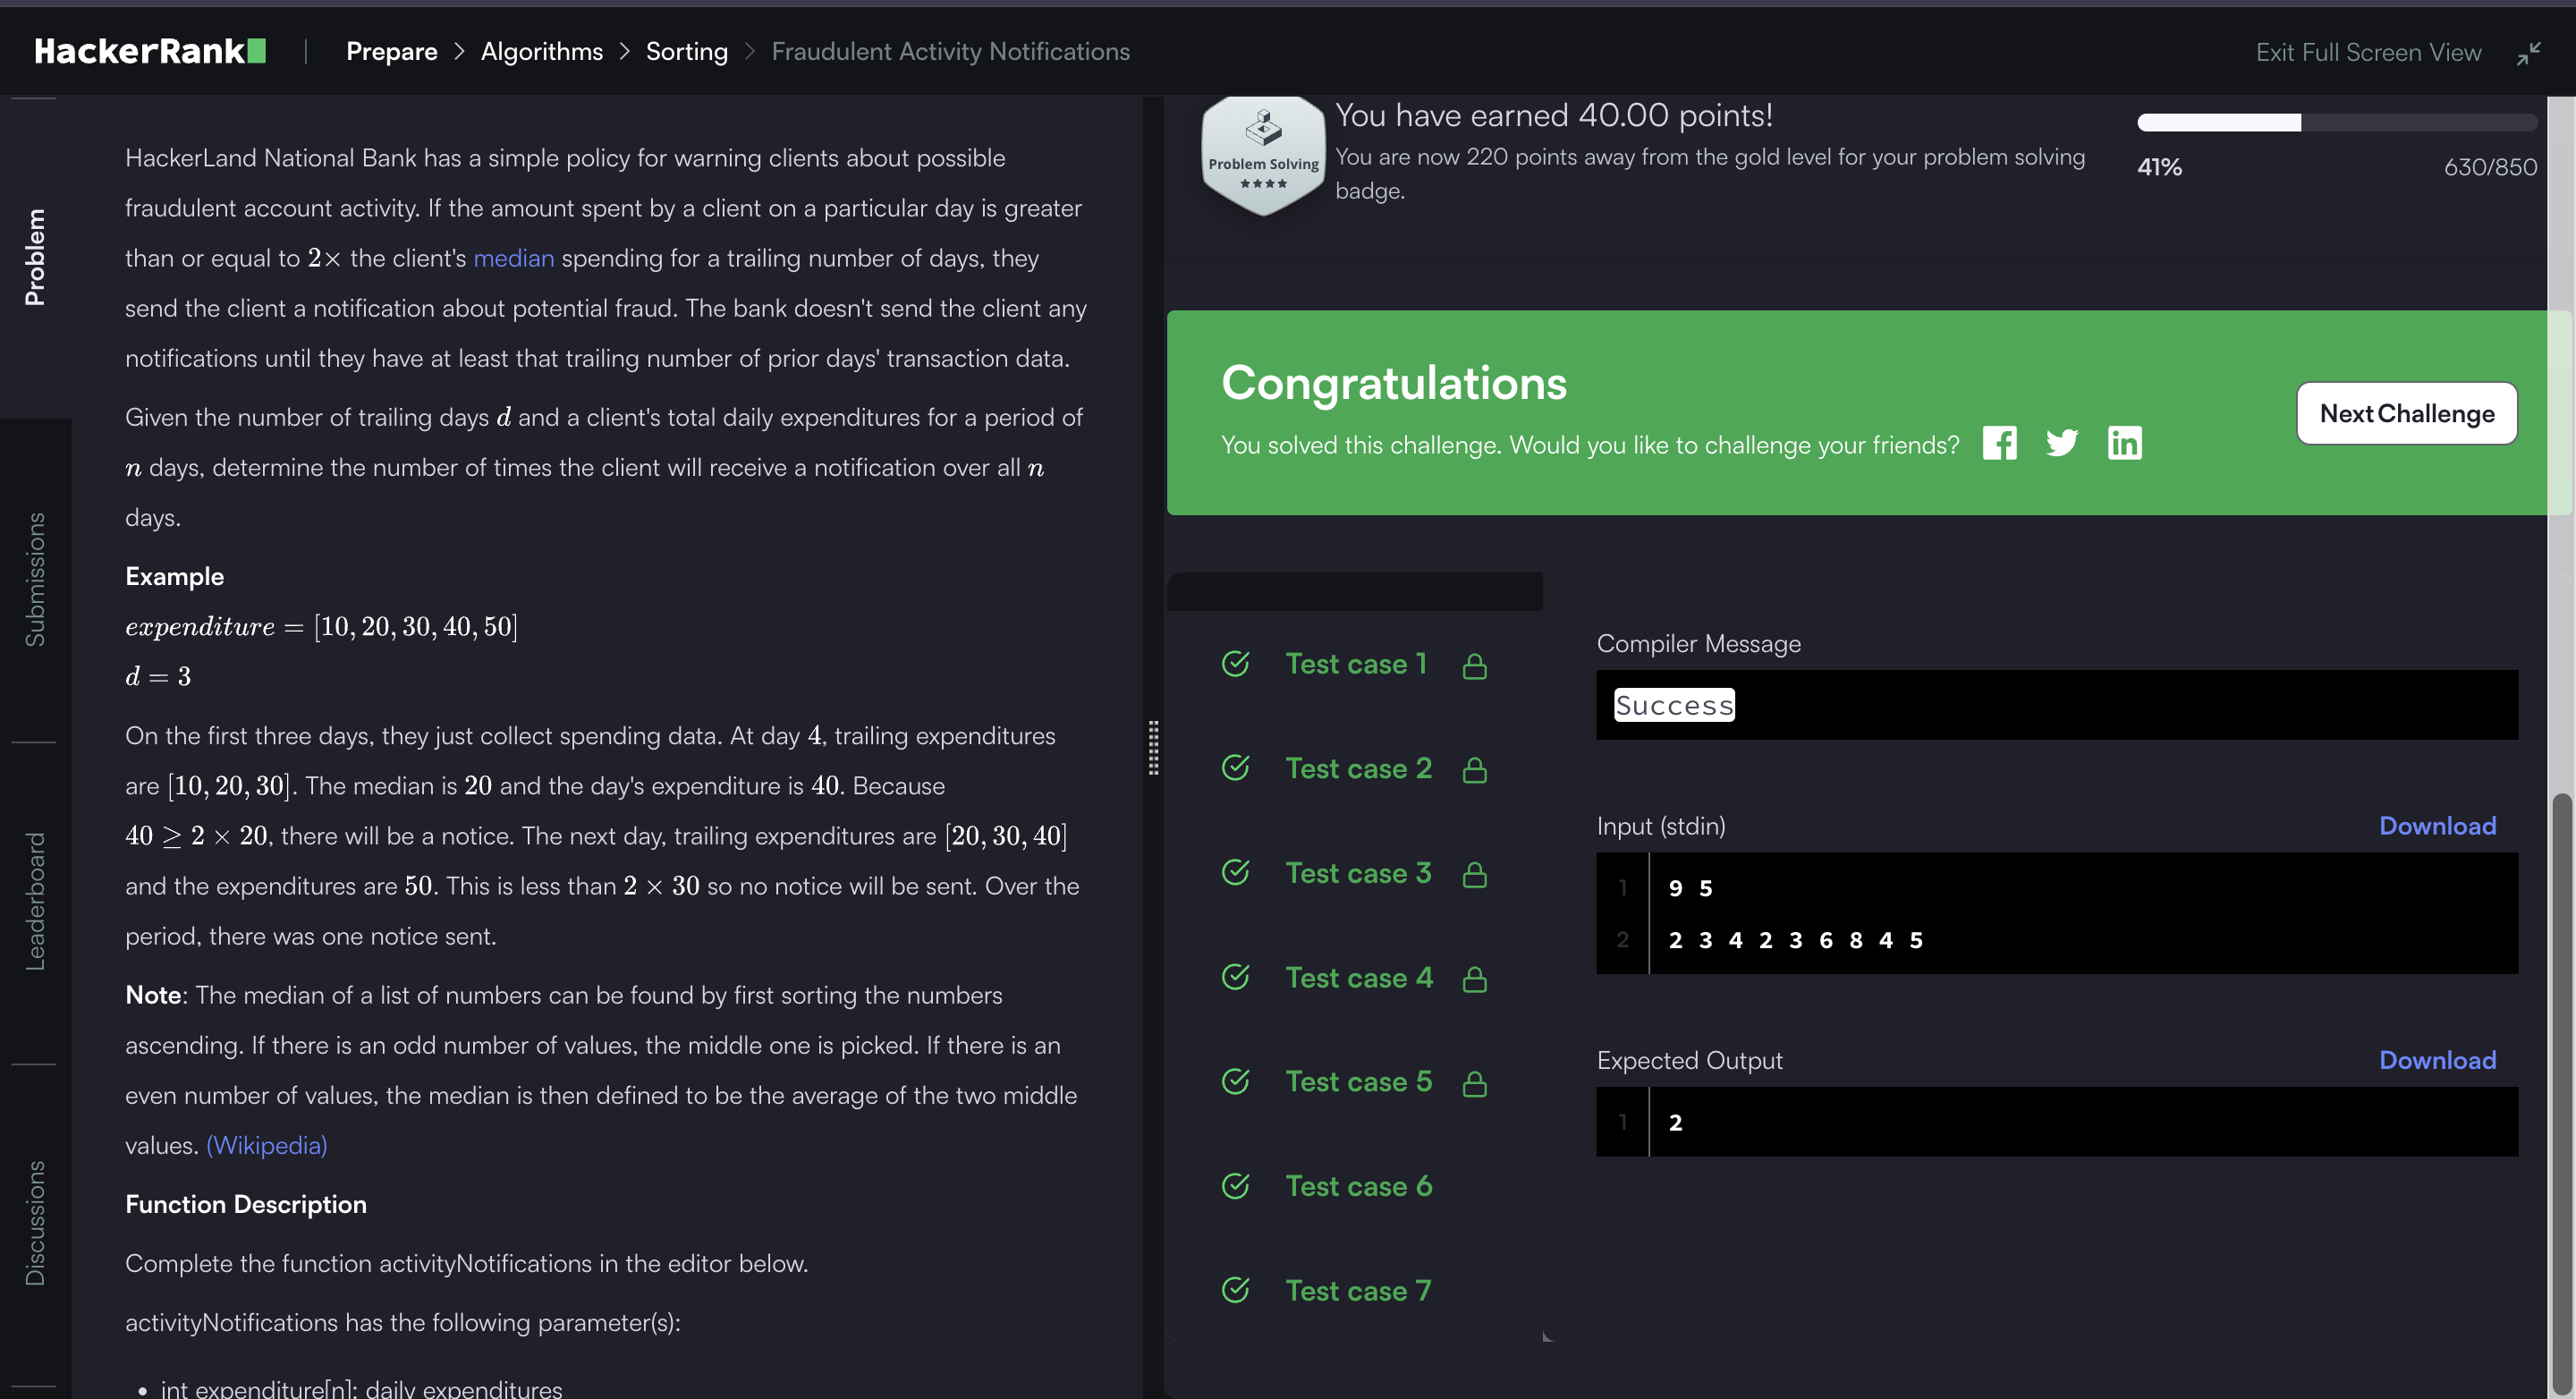 HackerRank
Prepare > Algorithms > Sorting > Fraudulent Activity Notifications
Exit Full Screen View
Problem
Submissions
Leaderboard
Discussions
HackerLand National Bank has a simple policy for warning clients about possible
fraudulent account activity. If the amount spent by a client on a particular day is greater
than or equal to 2× the client's median spending for a trailing number of days, they
send the client a notification about potential fraud. The bank doesn't send the client any
notifications until they have at least that trailing number of prior days' transaction data.
Given the number of trailing days d and a client's total daily expenditures for a period of
n days, determine the number of times the client will receive a notification over all n
days.
Example
expenditure = [10, 20, 30, 40, 50]
d = 3
On the first three days, they just collect spending data. At day 4, trailing expenditures
are [10, 20, 30]. The median is 20 and the day's expenditure is 40. Because
40 ≥ 2 × 20, there will be a notice. The next day, trailing expenditures are [20, 30, 40]
and the expenditures are 50. This is less than 2 × 30 so no notice will be sent. Over the
period, there was one notice sent.
Note: The median of a list of numbers can be found by first sorting the numbers
ascending. If there is an odd number of values, the middle one is picked. If there is an
even number of values, the median is then defined to be the average of the two middle
values. (Wikipedia)
Function Description
Complete the function activityNotifications in the editor below.
activityNotifications has the following parameter(s):
• int expenditure[n]: daily expenditures
Problem Solving
You have earned 40.00 points!
You are now 220 points away from the gold level for your problem solving
badge.
41%
630/850
Congratulations
You solved this challenge. Would you like to challenge your friends?
Next Challenge
Test case 1
Test case 2
Test case 3
Test case 4
Test case 5
Test case 6
Test case 7
Compiler Message
Success
Input (stdin)
Download
1 9 5
2 2 3 4 2 3 6 8 4 5
Expected Output
Download
1 2